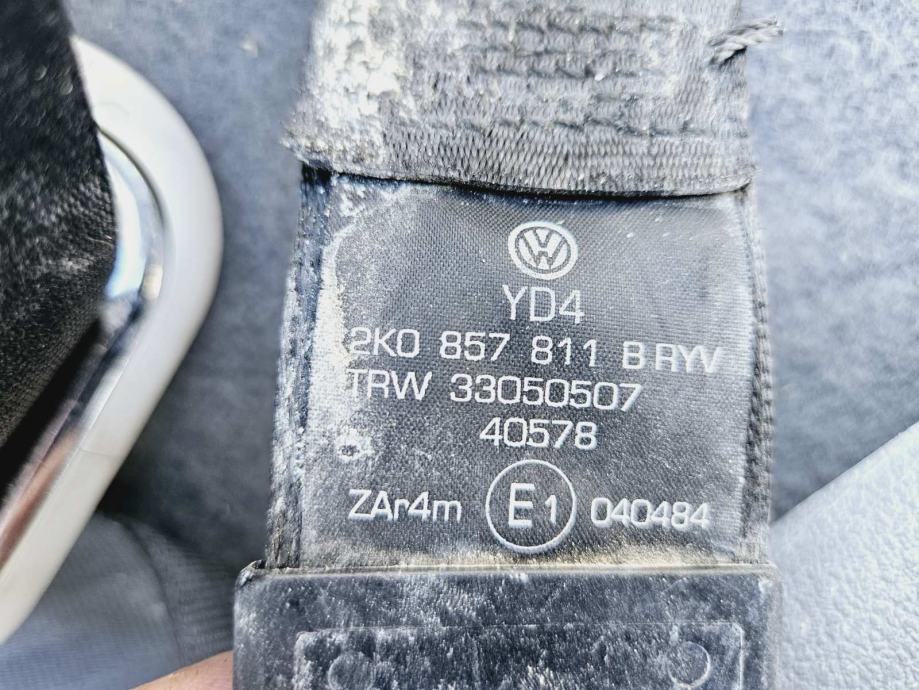 YD4
2K0 857 811 B RYV
TRW 33050507
40578
ZAr4m E1 040484